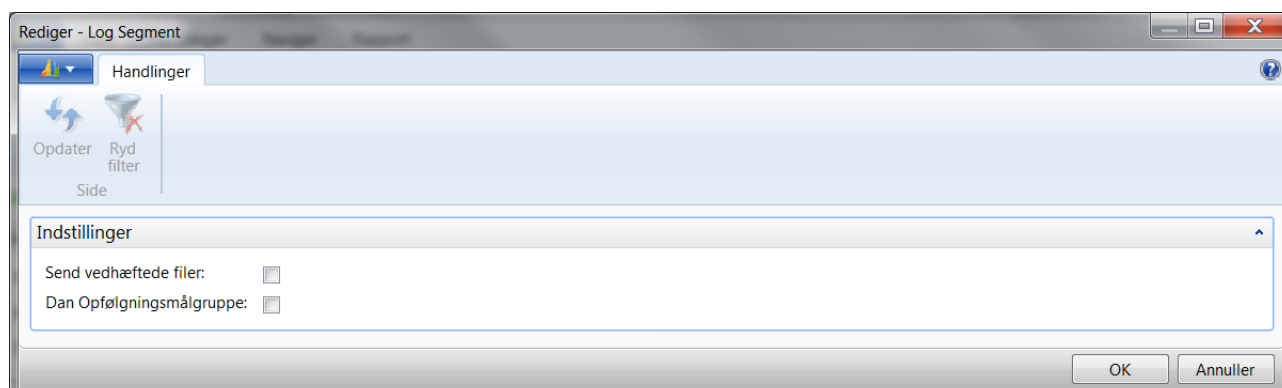 Rediger - Log Segment
Handlinger
Opdater
Ryd
filter
Side
Indstillinger
Send vedhæftede filer:
Dan Opfølgningsmålgruppe:
OK
Annuller